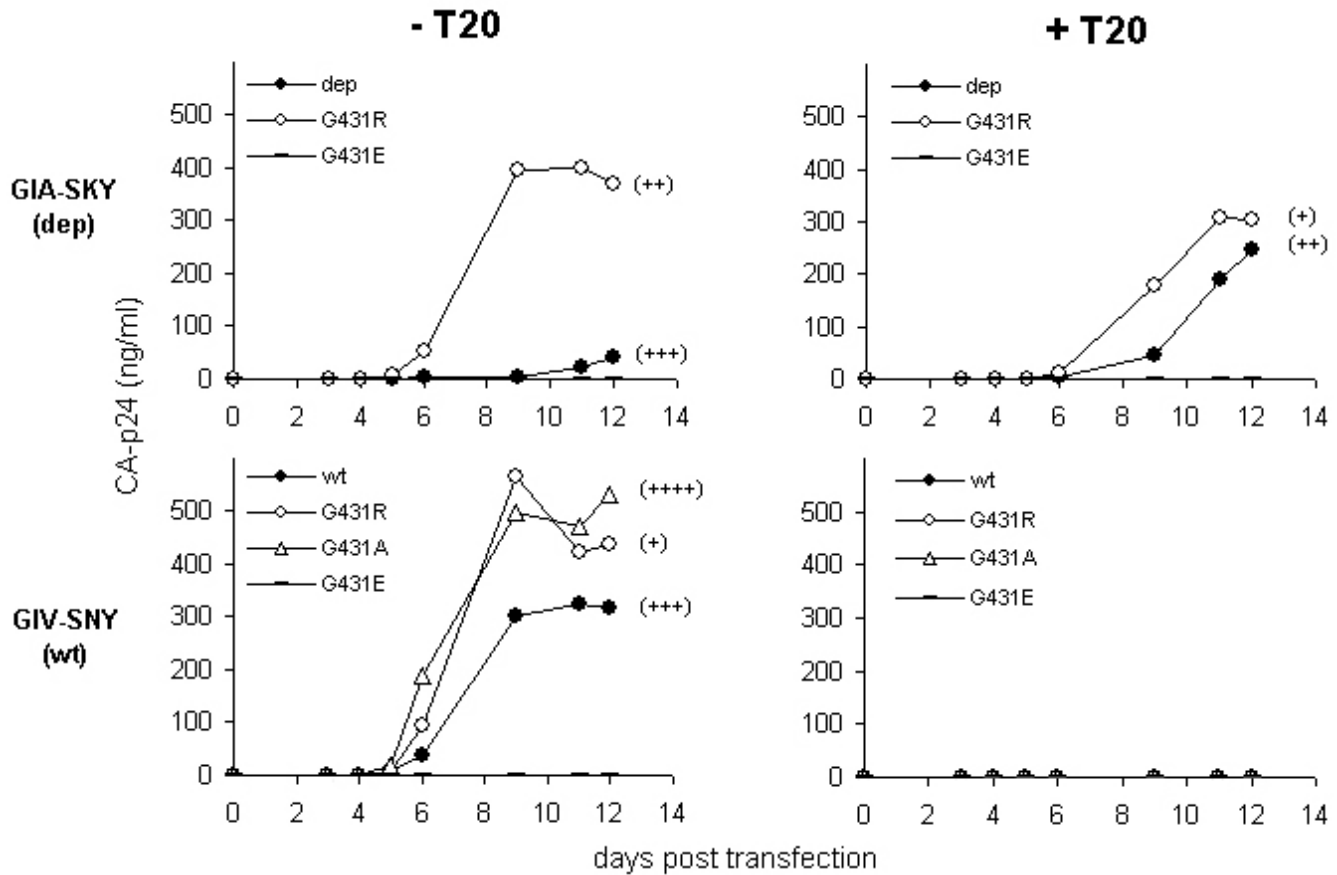 - T20
+ T20
GIA-SKY
(dep)
GIV-SNY
(wt)
CA-p24 (ng/ml)
dep
G431R
G431E
500
400
300
200
100
0
(++)
(+++)
0 2 4 6 8 10 12 14
dep
G431R
G431E
500
400
300
200
100
0
(+)
(++)
0 2 4 6 8 10 12 14
wt
G431R
G431A
G431E
500
400
300
200
100
0
(++++)
(+)
(+++)
0 2 4 6 8 10 12 14
wt
G431R
G431A
G431E
500
400
300
200
100
0
0 2 4 6 8 10 12 14
days post transfection